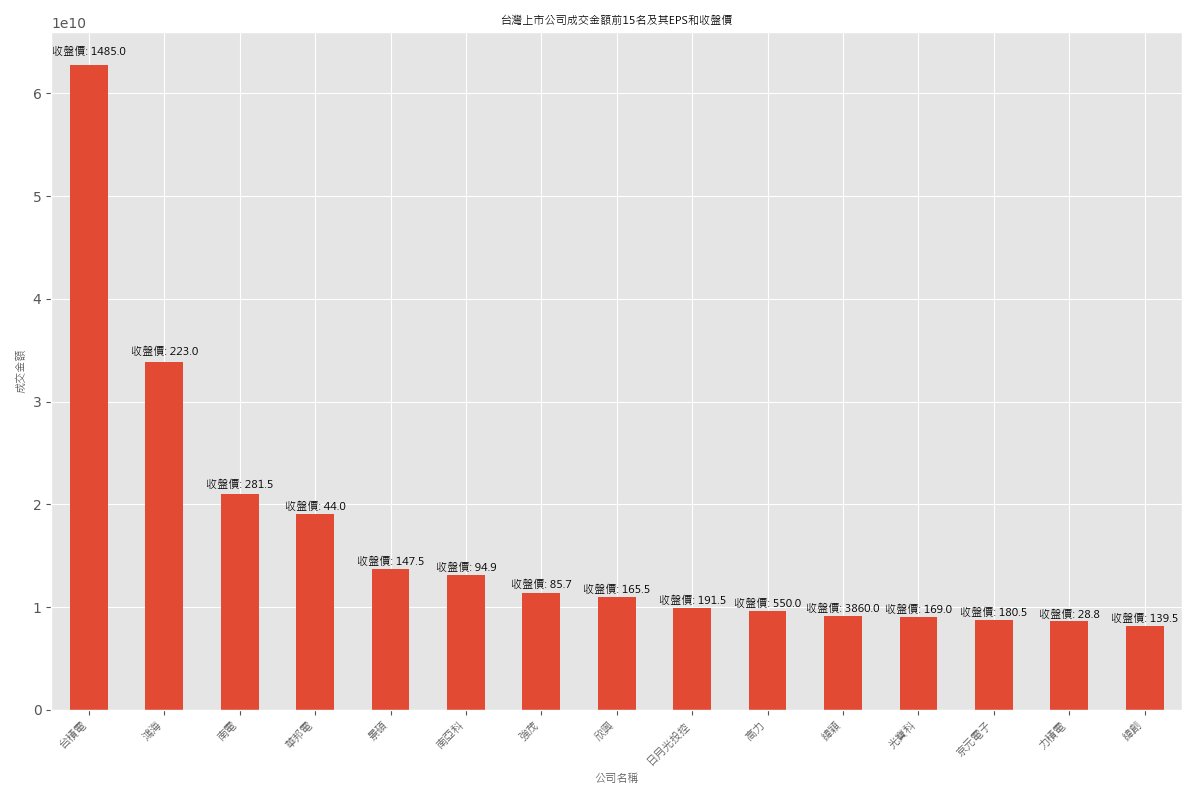 台灣上市公司成交金額前15名及其EPS和收盤價
1e10
收盤價: 1485.0
收盤價: 223.0
收盤價: 281.5
收盤價: 44.0
收盤價: 147.5
收盤價: 94.9
收盤價: 85.7
收盤價: 165.5
收盤價: 191.5
收盤價: 550.0
收盤價: 3860.0
收盤價: 169.0
收盤價: 180.5
收盤價: 28.8
收盤價: 139.5
6
5
4
3
2
1
0
成交金額
台積電
鴻海
南電
華邦電
景碩
南亞科
強茂
欣興
日月光投控
高力
緯穎
光寶科
京元電子
力積電
緯創
公司名稱